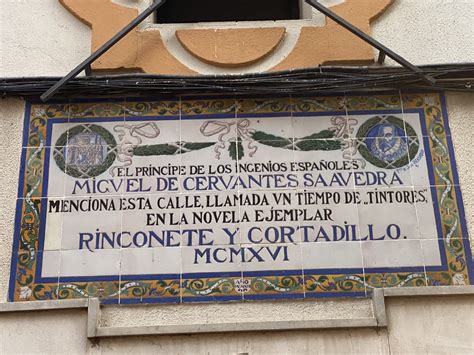 EL PRÍNCIPE DE LOS INGENIOS ESPAÑOLES
MIGVEL DE CERVANTES SAAVEDRA
MENCIONA ESTA CALLE, LLAMADA VN TIEMPO DE „TINTORES",
EN LA NOVELA EJEMPLAR
RINCONETE Y CORTADILLO.
MCMXVI